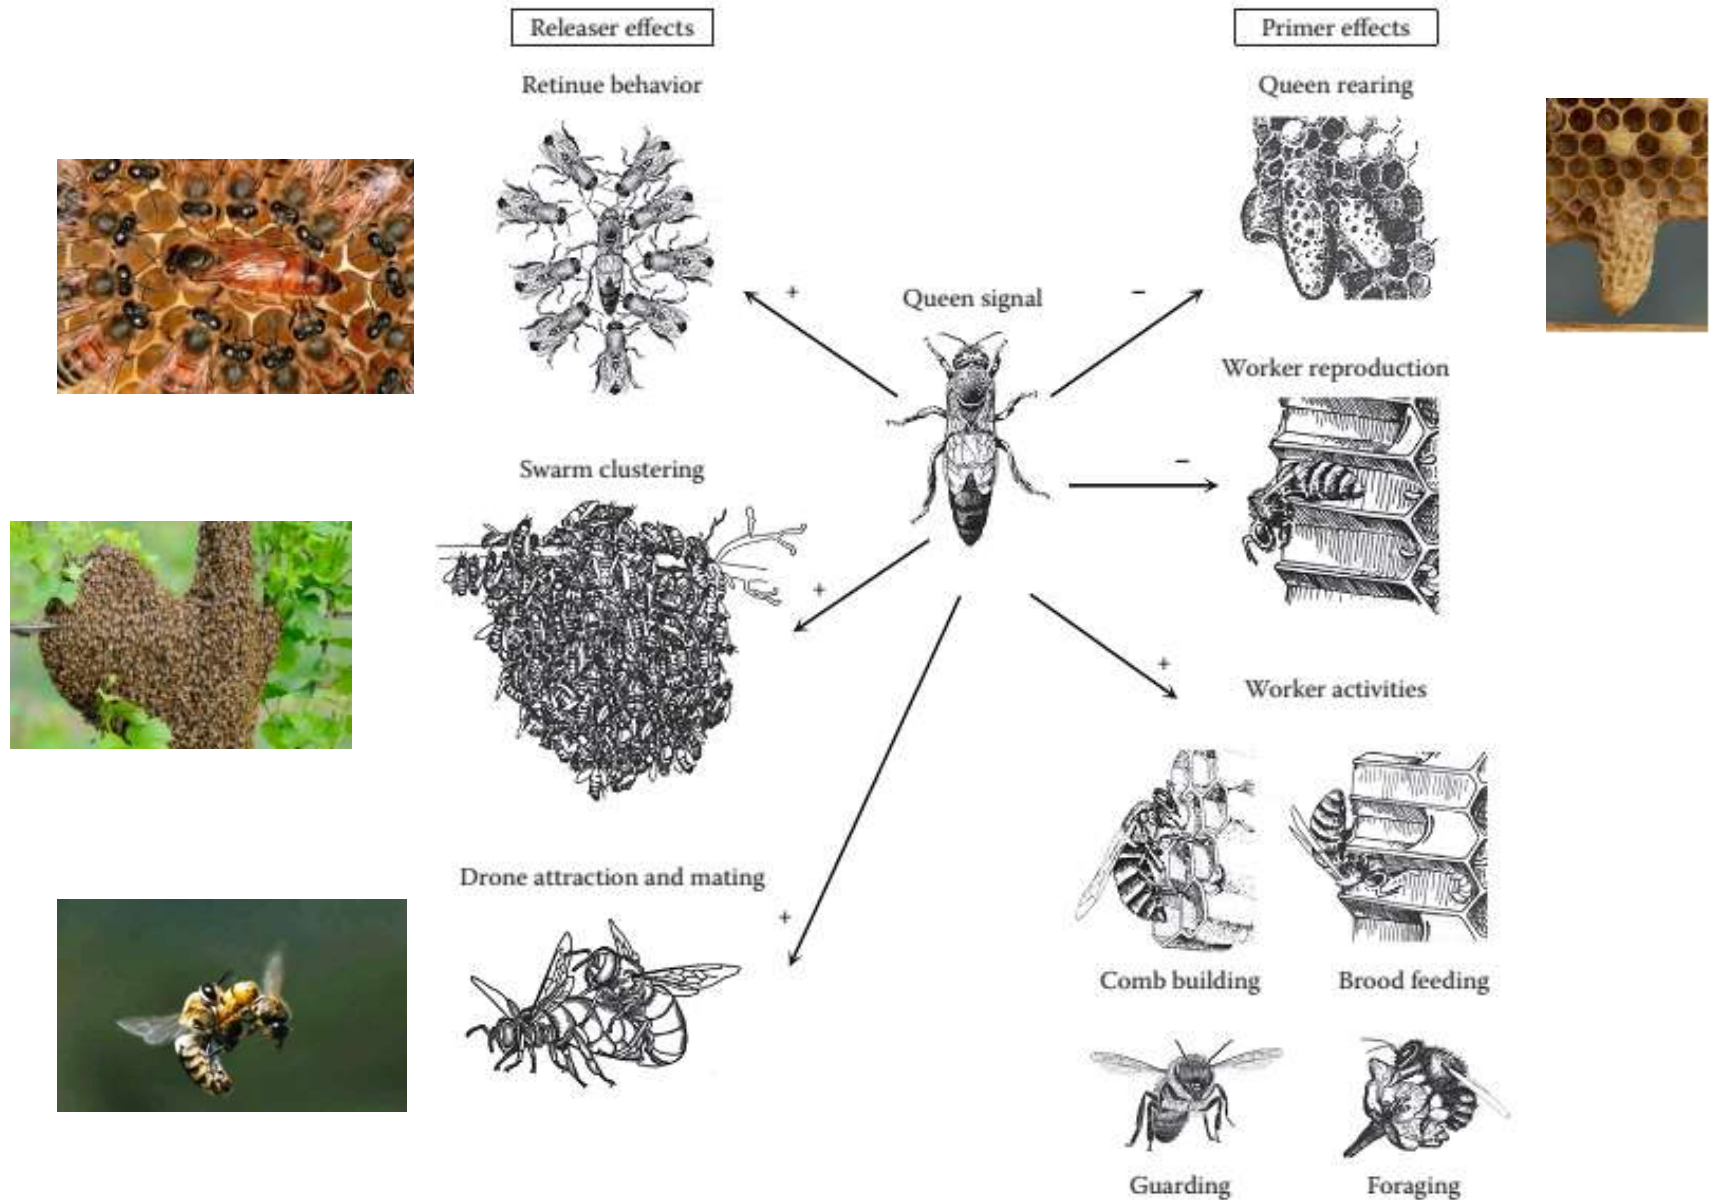 Releaser effects
Primer effects
Retinue behavior
Queen rearing
+
Queen signal
–
Worker reproduction
–
Swarm clustering
+
+
Worker activities
Drone attraction and mating
+
Comb building
Brood feeding
Guarding
Foraging